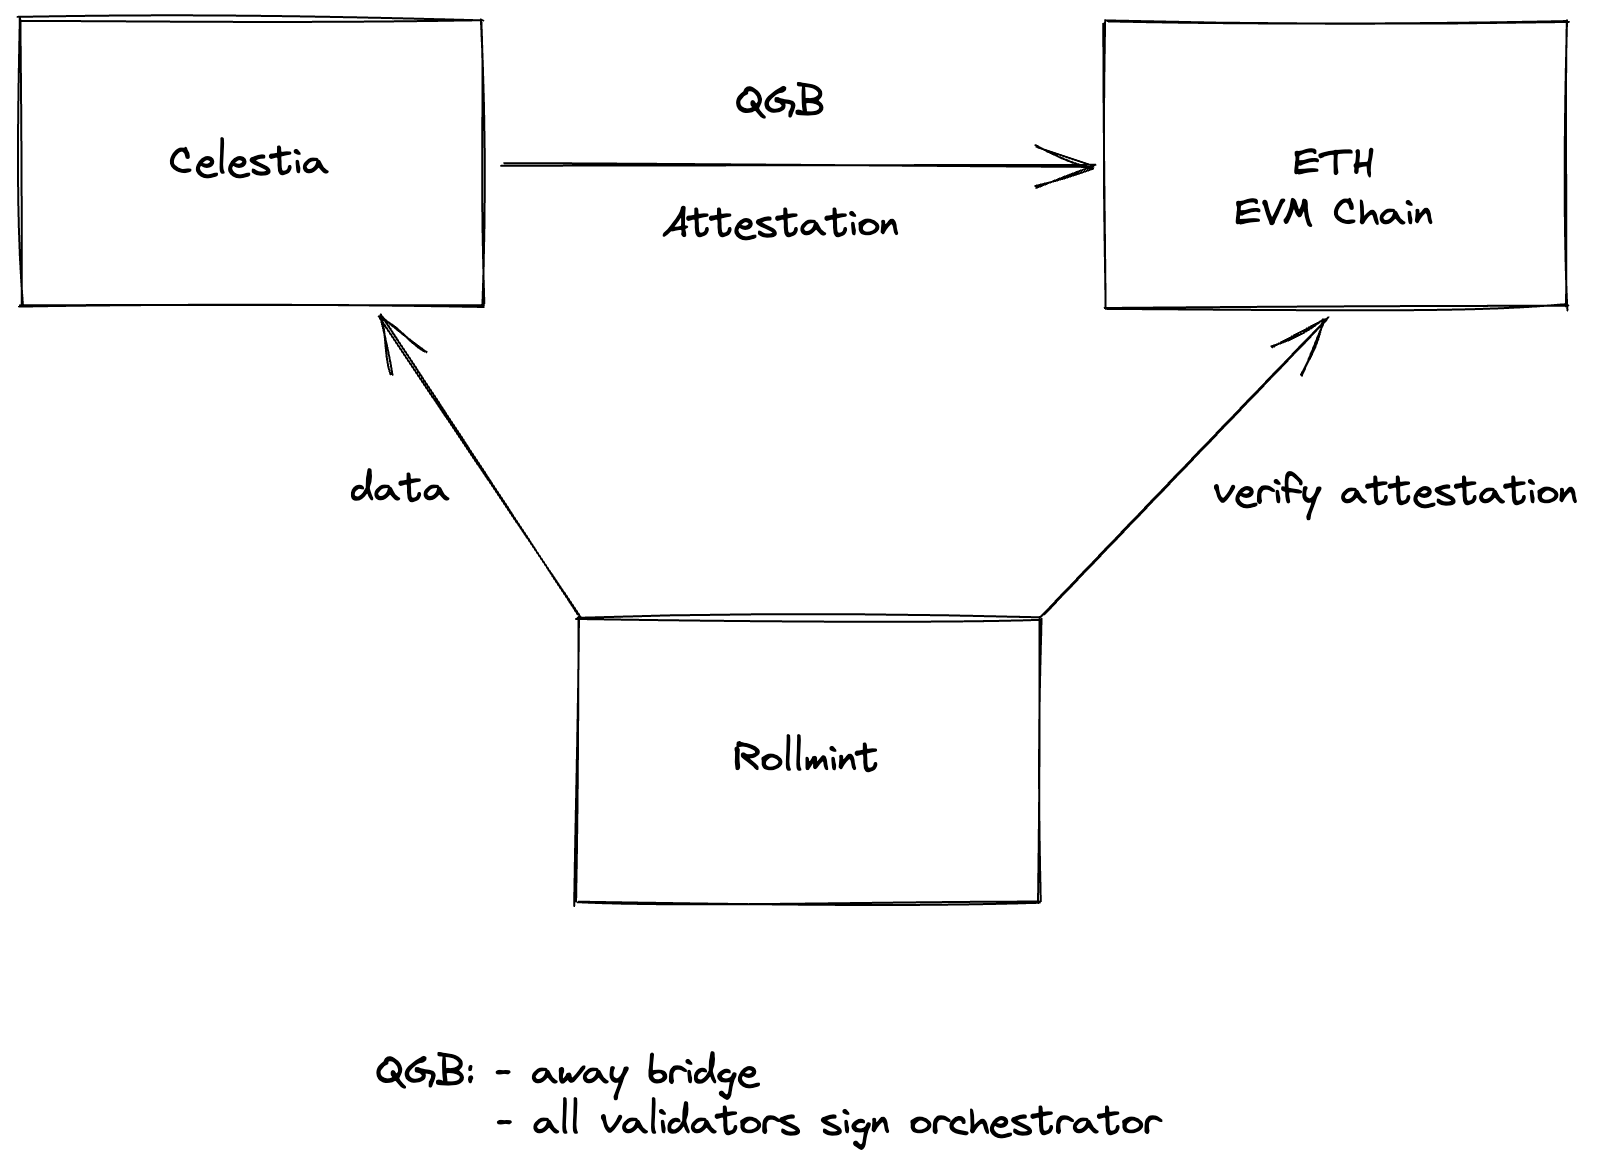 QGB
Celestia
ETH
EVM Chain
Attestation
data
verify attestation
Rollmint
QGB: - away bridge
- all validators sign orchestrator